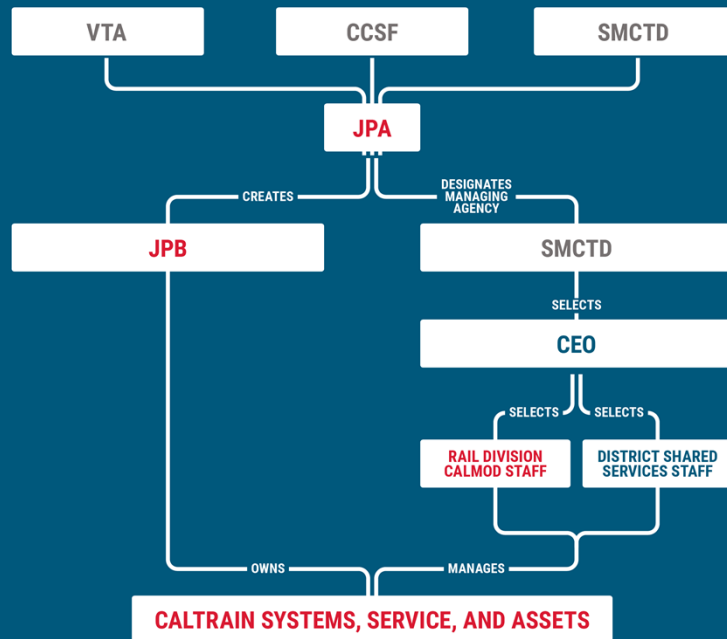 VTA
CCSF
SMCTD
JPA
CREATES
DESIGNATES
MANAGING
AGENCY
JPB
SMCTD
SELECTS
CEO
SELECTS
SELECTS
RAIL DIVISION
CALMOD STAFF
DISTRICT SHARED
SERVICES STAFF
OWNS
MANAGES
CALTRAIN SYSTEMS, SERVICE, AND ASSETS